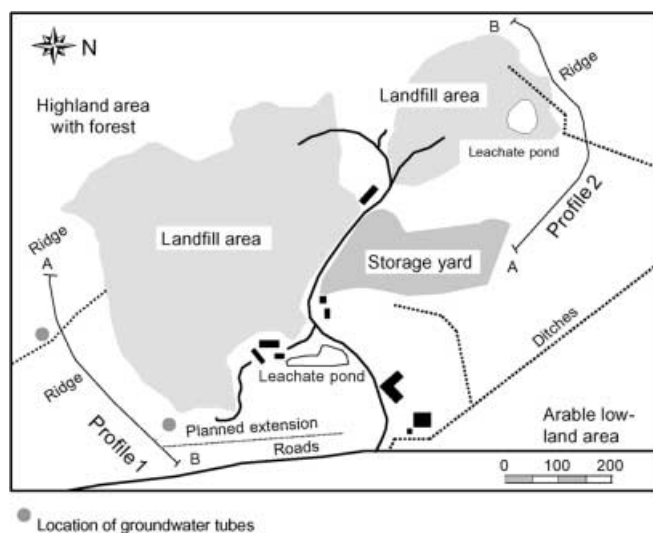 N
B
Ridge
Highland area
with forest
Landfill area
Leachate pond
Profile 2
Ridge
A
Landfill area
Storage yard
A
Ridge
Ditches
Leachate pond
Profile 1
Planned extension
B
Roads
Arable low-
land area
0 100 200
Location of groundwater tubes